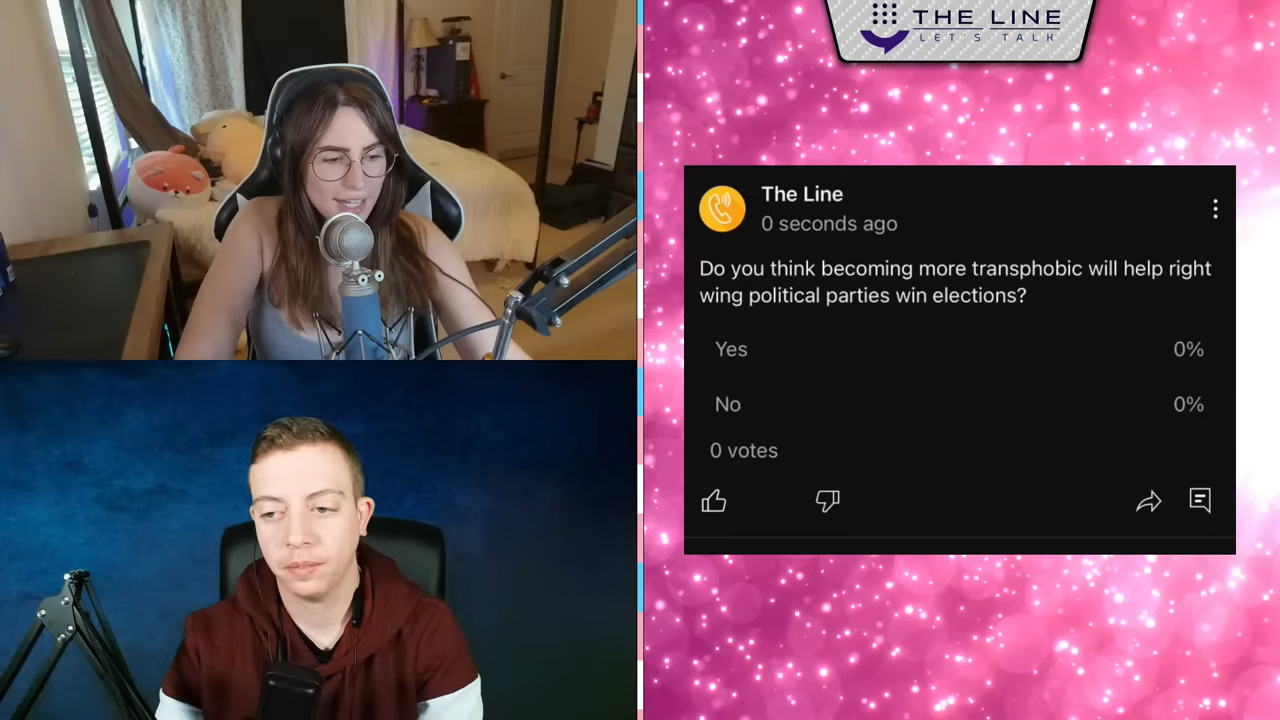 THE LINE
LET'S TALK
The Line
0 seconds ago
Do you think becoming more transphobic will help right
wing political parties win elections?
Yes 0%
No 0%
0 votes